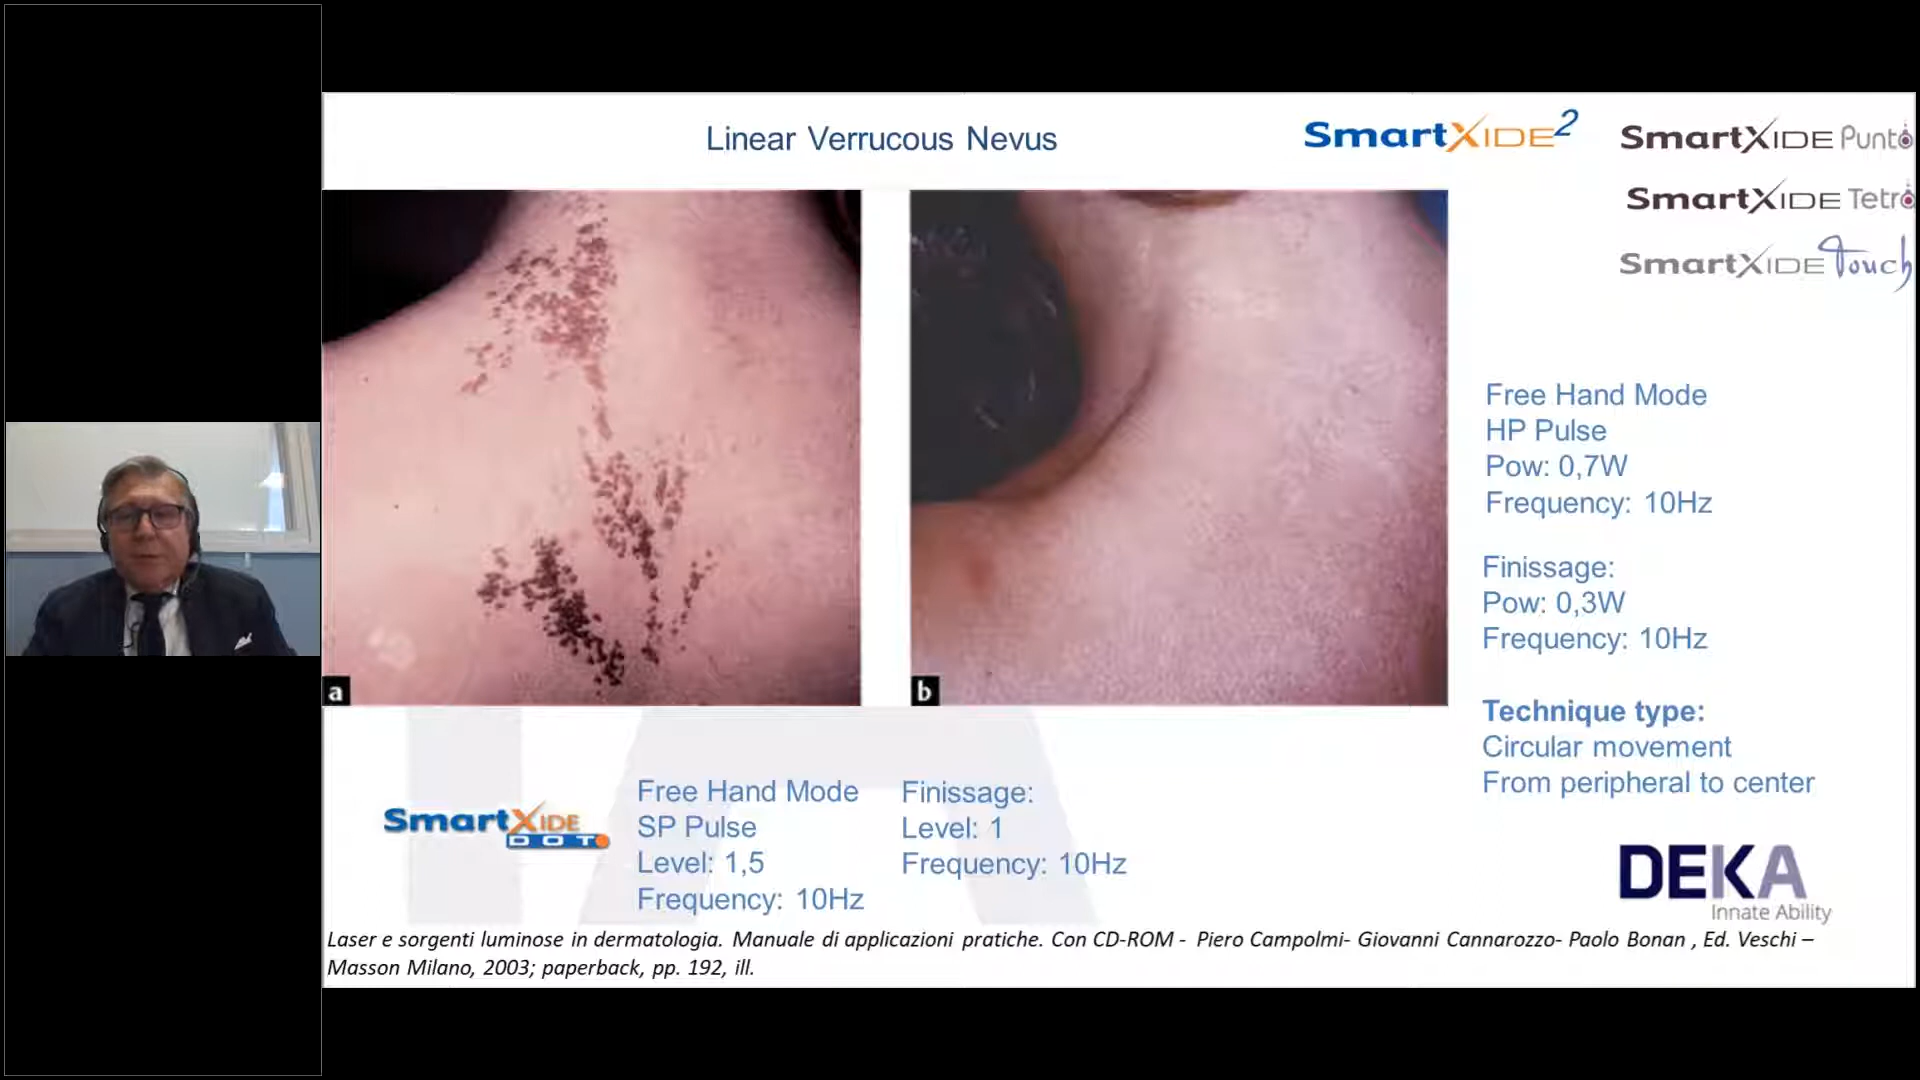 Linear Verrucous Nevus
SmartXIDE²
SmartXIDE Punto
SmartXIDE Tetra
SmartXIDE Touch
a
b
Free Hand Mode
HP Pulse
Pow: 0,7W
Frequency: 10Hz
Finissage:
Pow: 0,3W
Frequency: 10Hz
Technique type:
Circular movement
From peripheral to center
SmartXIDE
DOT
Free Hand Mode
SP Pulse
Level: 1,5
Frequency: 10Hz
Finissage:
Level: 1
Frequency: 10Hz
DEKA
Innate Ability
Laser e sorgenti luminose in dermatologia. Manuale di applicazioni pratiche. Con CD-ROM - Piero Campolmi- Giovanni Cannarozzo- Paolo Bonan , Ed. Veschi –
Masson Milano, 2003; paperback, pp. 192, ill.